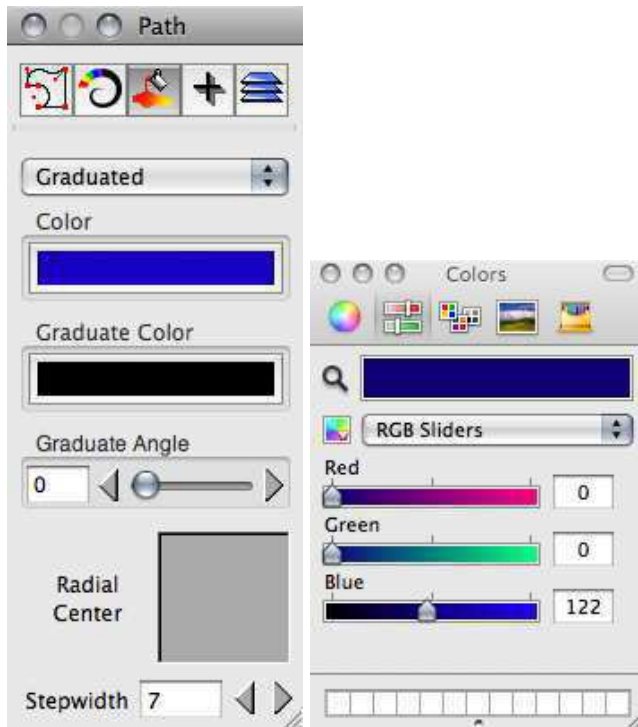 Path
Graduated
Color
Graduate Color
Graduate Angle
0
Radial
Center
Stepwidth 7
Colors
RGB Sliders
Red
0
Green
0
Blue
122